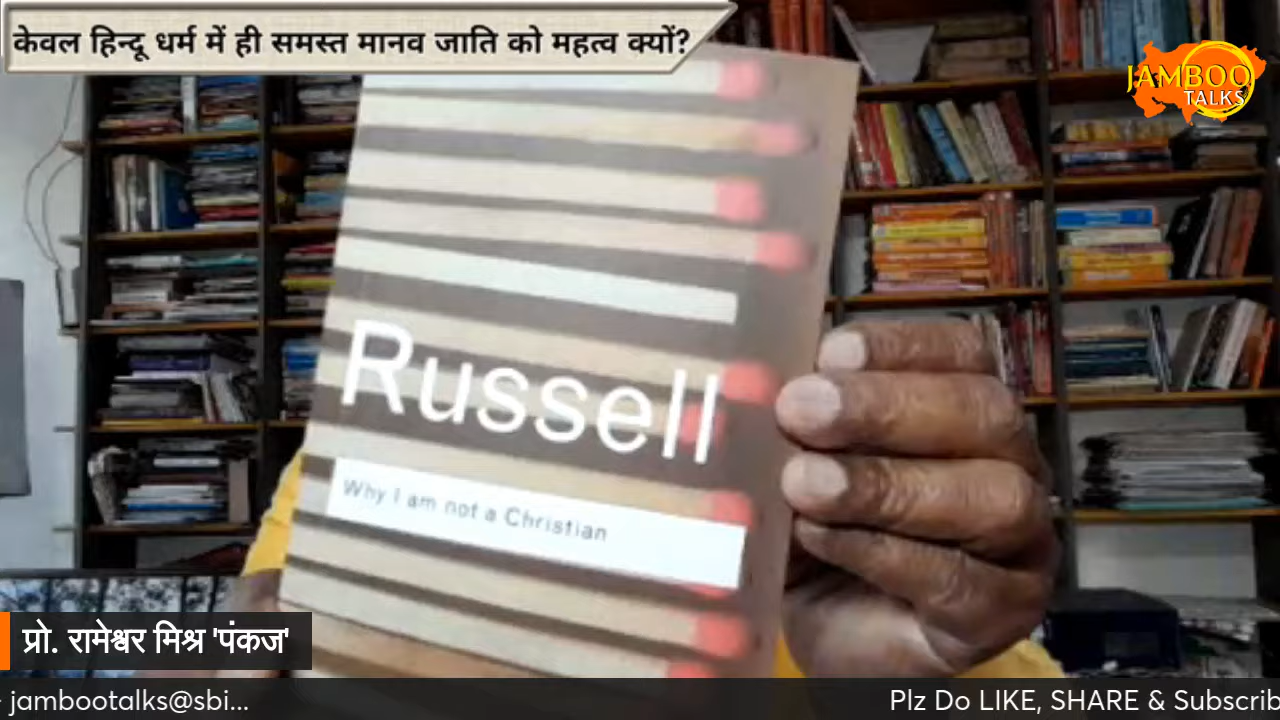 केवल हिन्दू धर्म में ही समस्त मानव जाति को महत्व क्यों?
JAMBOO
TALKS
Russell
Why I am not a Christian
प्रो. रामेश्वर मिश्र 'पंकज'
jambootalks@sbi...
Plz Do LIKE, SHARE & Subscrib